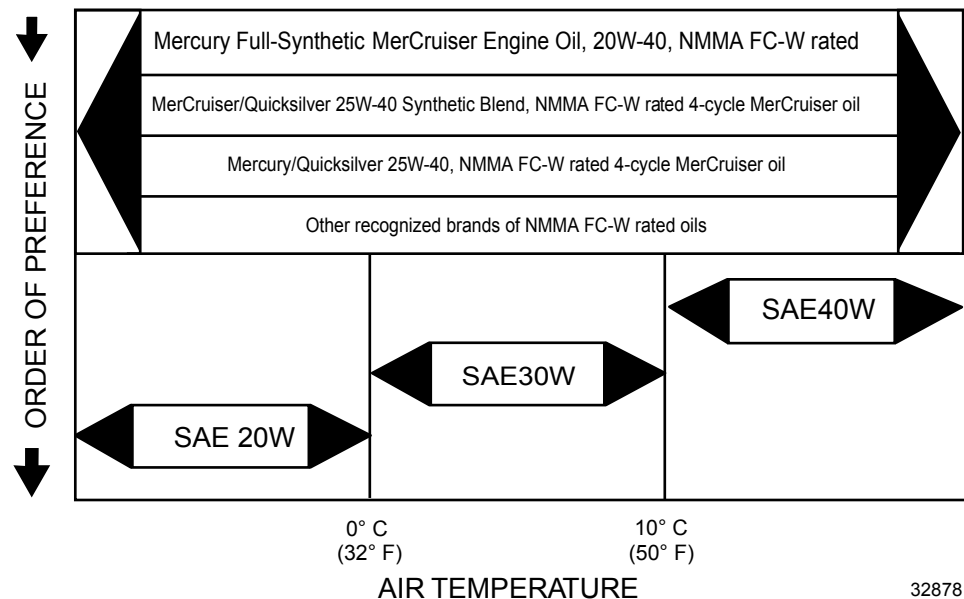 Mercury Full-Synthetic MerCruiser Engine Oil, 20W-40, NMMA FC-W rated
MerCruiser/Quicksilver 25W-40 Synthetic Blend, NMMA FC-W rated 4-cycle MerCruiser oil
Mercury/Quicksilver 25W-40, NMMA FC-W rated 4-cycle MerCruiser oil
Other recognized brands of NMMA FC-W rated oils
ORDER OF PREFERENCE
SAE40W
SAE30W
SAE 20W
0° C
(32° F)
10° C
(50° F)
AIR TEMPERATURE
32878